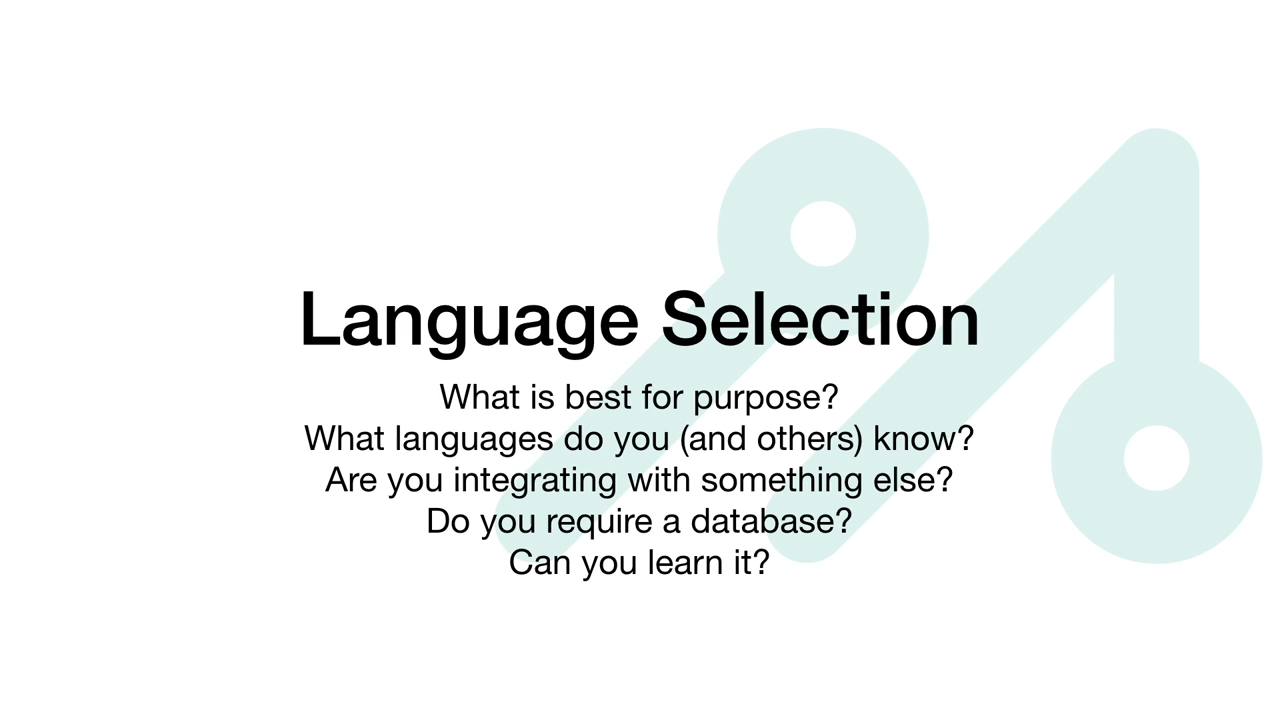 Language Selection
What is best for purpose?
What languages do you (and others) know?
Are you integrating with something else?
Do you require a database?
Can you learn it?